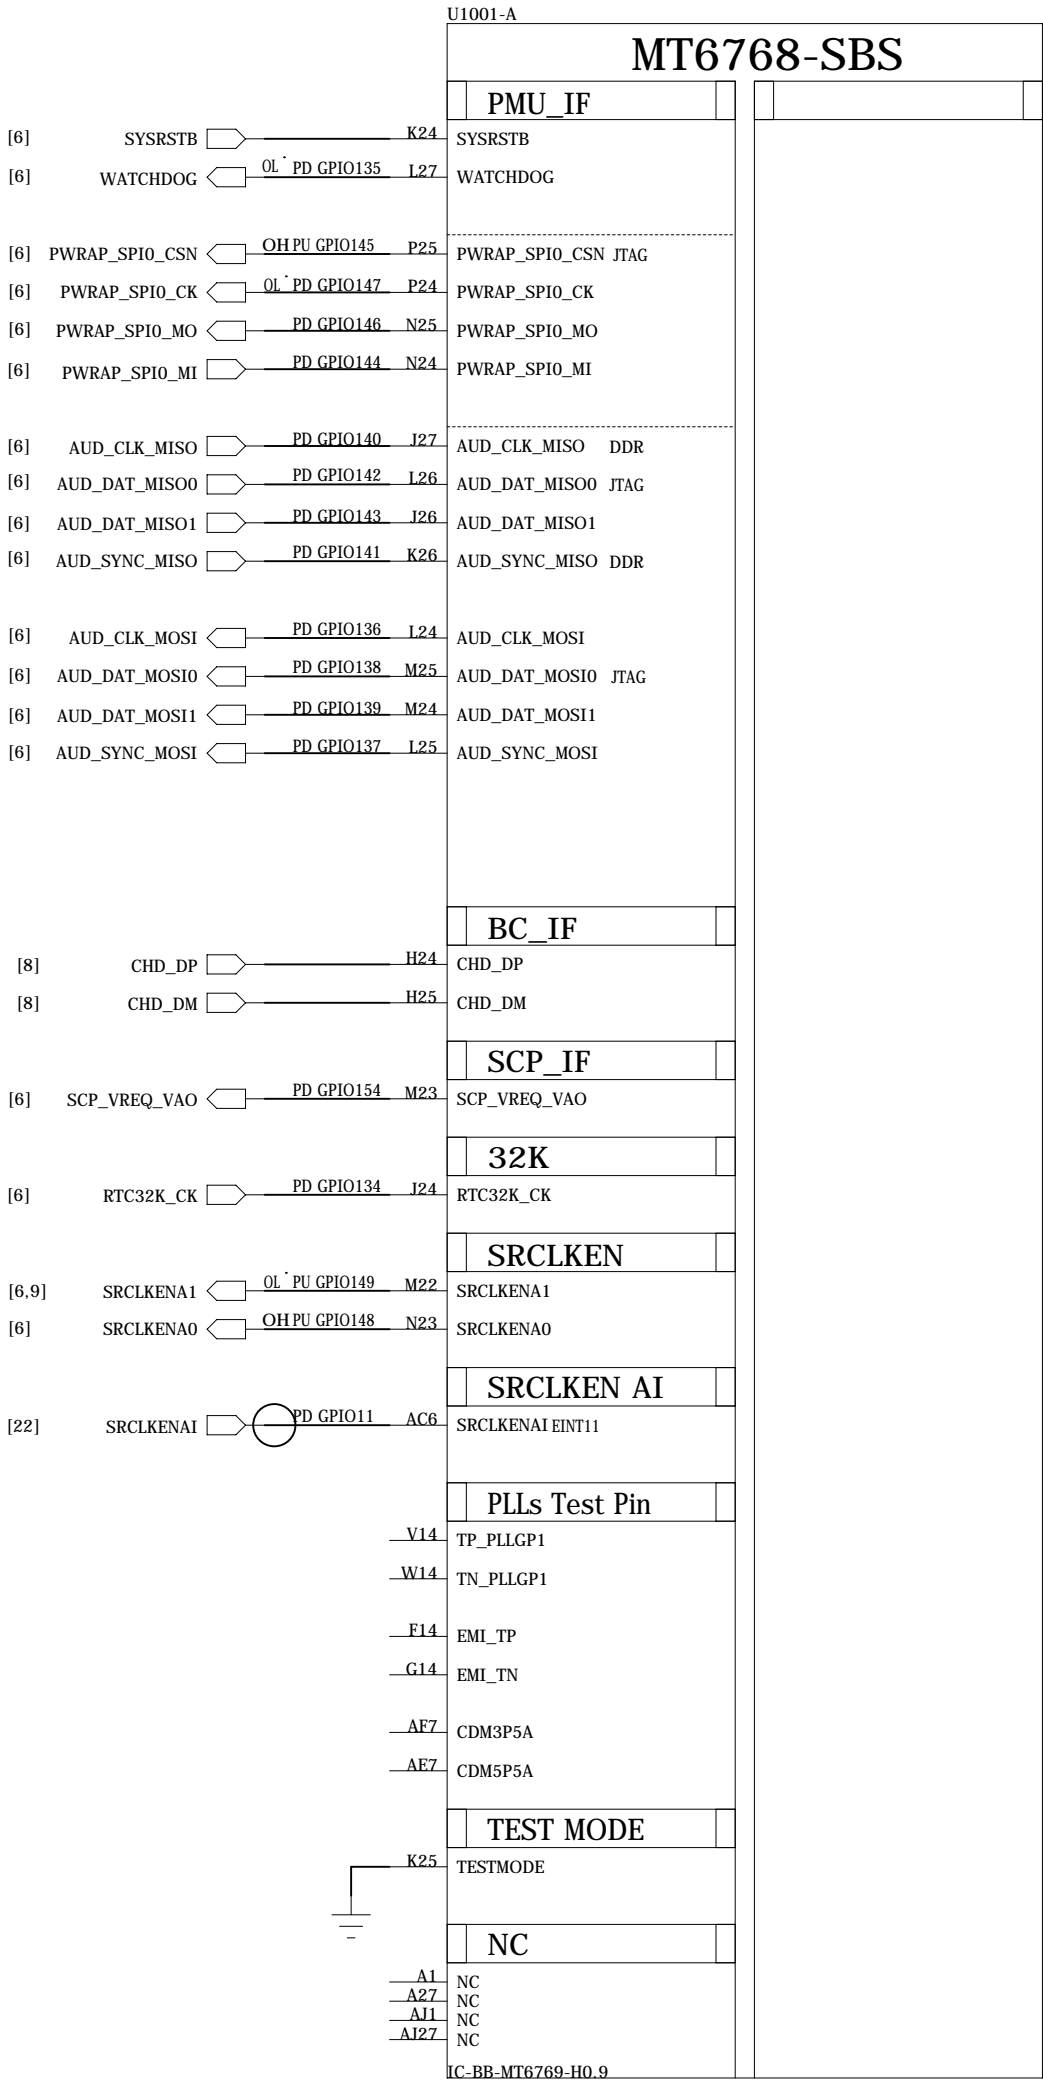 U1001-A
MT6768-SBS
PMU_IF
[6] SYSRSTB K24 SYSRSTB
[6] WATCHDOG OL PD GPIO135 L27 WATCHDOG
[6] PWRAP_SPI0_CSN OH PU GPIO145 P25 PWRAP_SPI0_CSN JTAG
[6] PWRAP_SPI0_CK OL PD GPIO147 P24 PWRAP_SPI0_CK
[6] PWRAP_SPI0_MO PD GPIO146 N25 PWRAP_SPI0_MO
[6] PWRAP_SPI0_MI PD GPIO144 N24 PWRAP_SPI0_MI
[6] AUD_CLK_MISO PD GPIO140 J27 AUD_CLK_MISO DDR
[6] AUD_DAT_MISO0 PD GPIO142 L26 AUD_DAT_MISO0 JTAG
[6] AUD_DAT_MISO1 PD GPIO143 J26 AUD_DAT_MISO1
[6] AUD_SYNC_MISO PD GPIO141 K26 AUD_SYNC_MISO DDR
[6] AUD_CLK_MOSI PD GPIO136 L24 AUD_CLK_MOSI
[6] AUD_DAT_MOSI0 PD GPIO138 M25 AUD_DAT_MOSI0 JTAG
[6] AUD_DAT_MOSI1 PD GPIO139 M24 AUD_DAT_MOSI1
[6] AUD_SYNC_MOSI PD GPIO137 L25 AUD_SYNC_MOSI
BC_IF
[8] CHD_DP H24 CHD_DP
[8] CHD_DM H25 CHD_DM
SCP_IF
[6] SCP_VREQ_VAO PD GPIO154 M23 SCP_VREQ_VAO
32K
[6] RTC32K_CK PD GPIO134 J24 RTC32K_CK
SRCLKEN
[6,9] SRCLKENA1 OL PU GPIO149 M22 SRCLKENA1
[6] SRCLKENA0 OH PU GPIO148 N23 SRCLKENA0
SRCLKEN AI
[22] SRCLKENAI PD GPIO11 AC6 SRCLKENAI EINT11
PLLs Test Pin
V14 TP_PLLGP1
W14 TN_PLLGP1
F14 EMI_TP
G14 EMI_TN
AF7 CDM3P5A
AE7 CDM5P5A
TEST MODE
K25 TESTMODE
NC
A1 NC
A27 NC
AJ1 NC
AJ27 NC
IC-BB-MT6769-H0.9